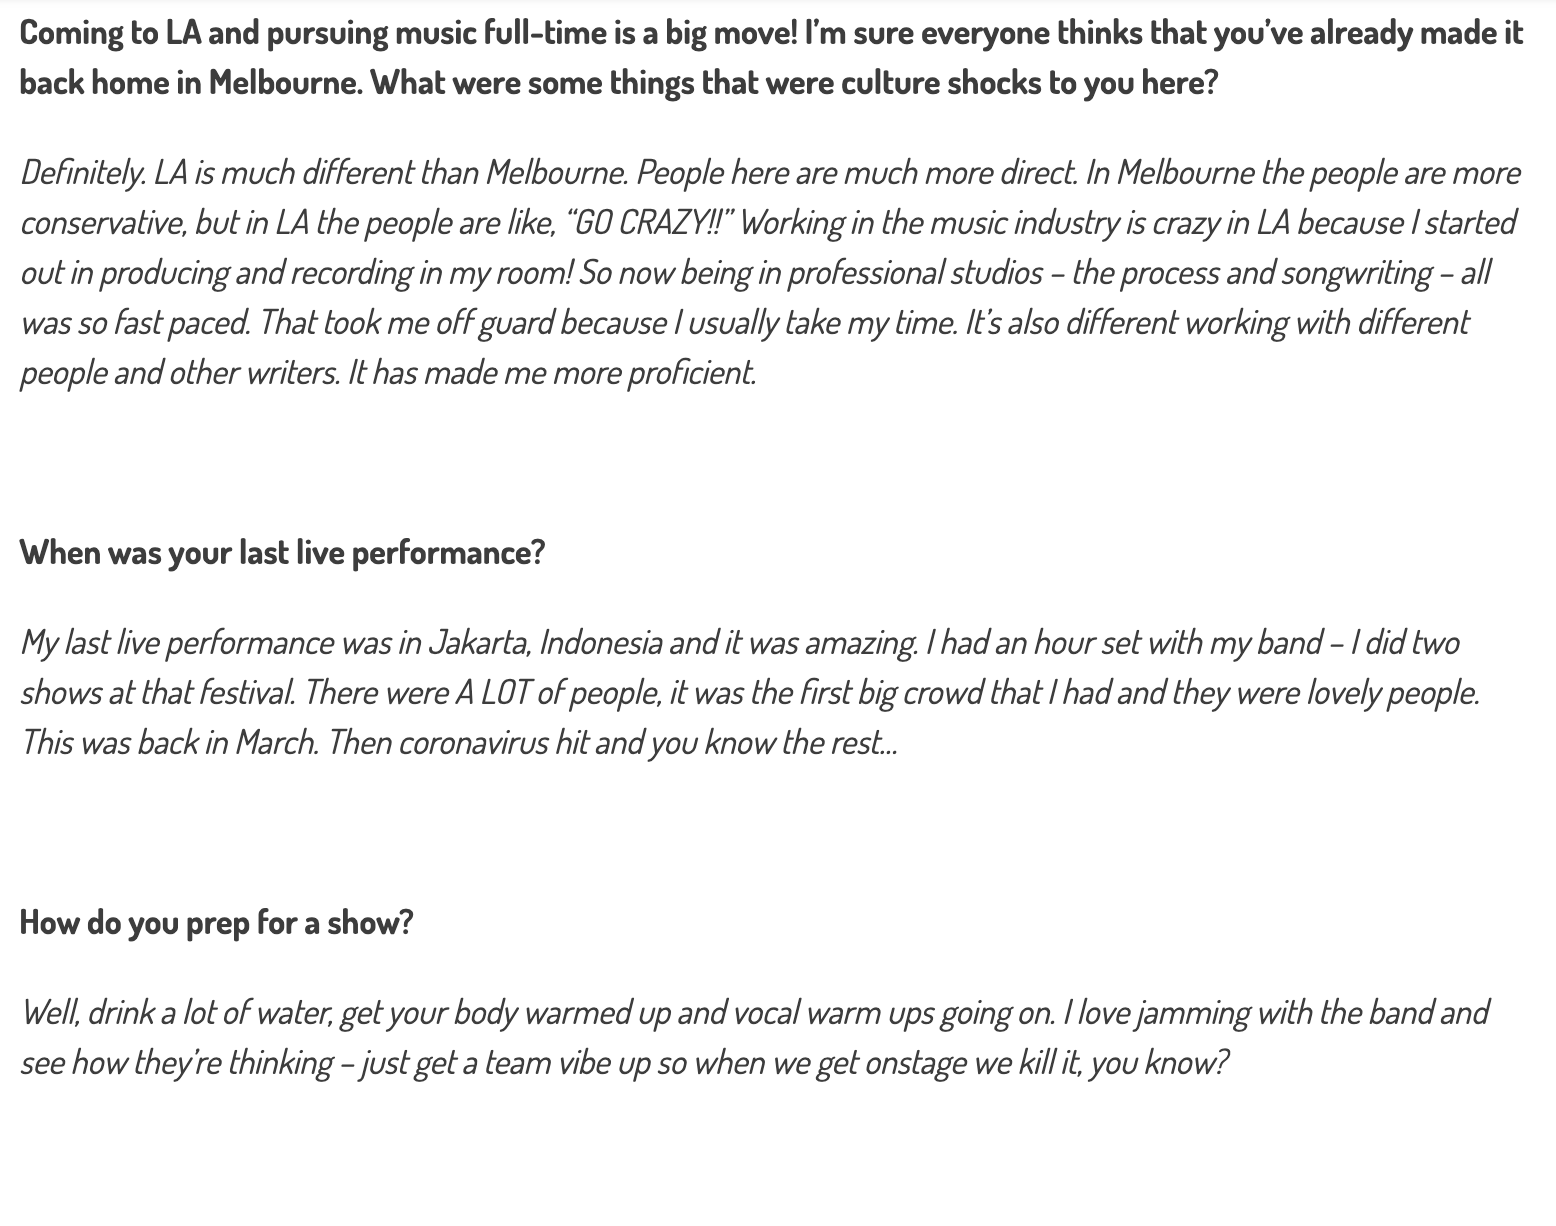 Coming to LA and pursuing music full-time is a big move! I’m sure everyone thinks that you’ve already made it
back home in Melbourne. What were some things that were culture shocks to you here?
Definitely. LA is much different than Melbourne. People here are much more direct. In Melbourne the people are more
conservative, but in LA the people are like, “GO CRAZY!!” Working in the music industry is crazy in LA because I started
out in producing and recording in my room! So now being in professional studios – the process and songwriting – all
was so fast paced. That took me off guard because I usually take my time. It’s also different working with different
people and other writers. It has made me more proficient.
When was your last live performance?
My last live performance was in Jakarta, Indonesia and it was amazing. I had an hour set with my band – I did two
shows at that festival. There were A LOT of people, it was the first big crowd that I had and they were lovely people.
This was back in March. Then coronavirus hit and you know the rest…
How do you prep for a show?
Well, drink a lot of water, get your body warmed up and vocal warm ups going on. I love jamming with the band and
see how they’re thinking – just get a team vibe up so when we get onstage we kill it, you know?